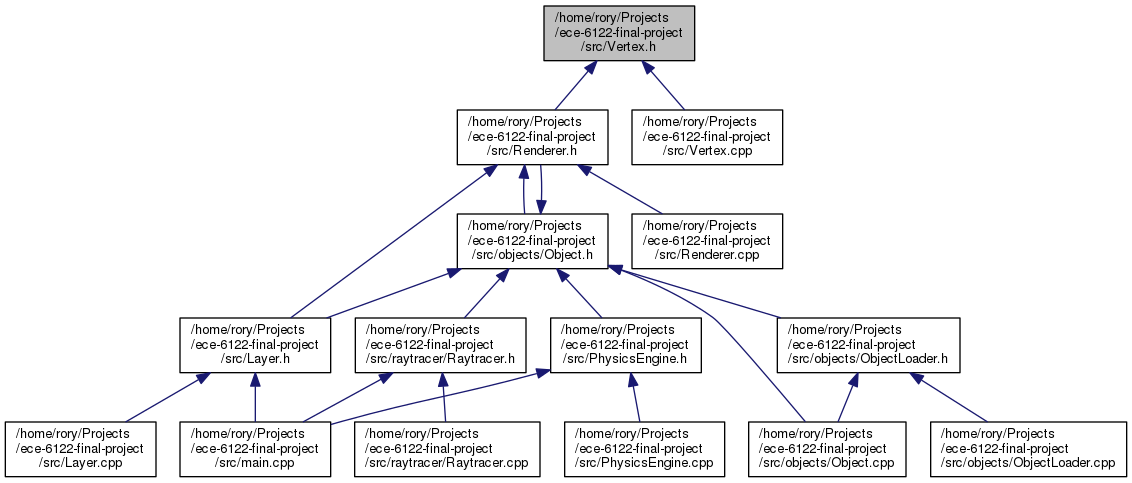 /home/rory/Projects
/ece-6122-final-project
/src/Vertex.h
/home/rory/Projects
/ece-6122-final-project
/src/Renderer.h
/home/rory/Projects
/ece-6122-final-project
/src/Vertex.cpp
/home/rory/Projects
/ece-6122-final-project
/src/objects/Object.h
/home/rory/Projects
/ece-6122-final-project
/src/Renderer.cpp
/home/rory/Projects
/ece-6122-final-project
/src/Layer.h
/home/rory/Projects
/ece-6122-final-project
/src/raytracer/Raytracer.h
/home/rory/Projects
/ece-6122-final-project
/src/PhysicsEngine.h
/home/rory/Projects
/ece-6122-final-project
/src/objects/ObjectLoader.h
/home/rory/Projects
/ece-6122-final-project
/src/Layer.cpp
/home/rory/Projects
/ece-6122-final-project
/src/main.cpp
/home/rory/Projects
/ece-6122-final-project
/src/raytracer/Raytracer.cpp
/home/rory/Projects
/ece-6122-final-project
/src/PhysicsEngine.cpp
/home/rory/Projects
/ece-6122-final-project
/src/objects/Object.cpp
/home/rory/Projects
/ece-6122-final-project
/src/objects/ObjectLoader.cpp